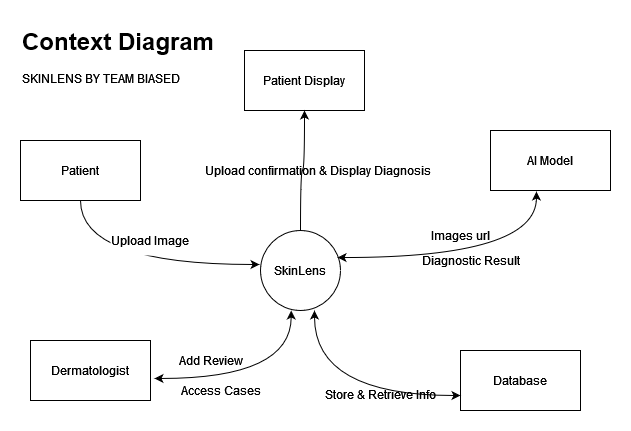 Context Diagram
SKINLENS BY TEAM BIASED
Patient Display
Patient
AI Model
Upload confirmation & Display Diagnosis
Upload Image
Images url
Diagnostic Result
SkinLens
Add Review
Dermatologist
Access Cases
Store & Retrieve Info
Database